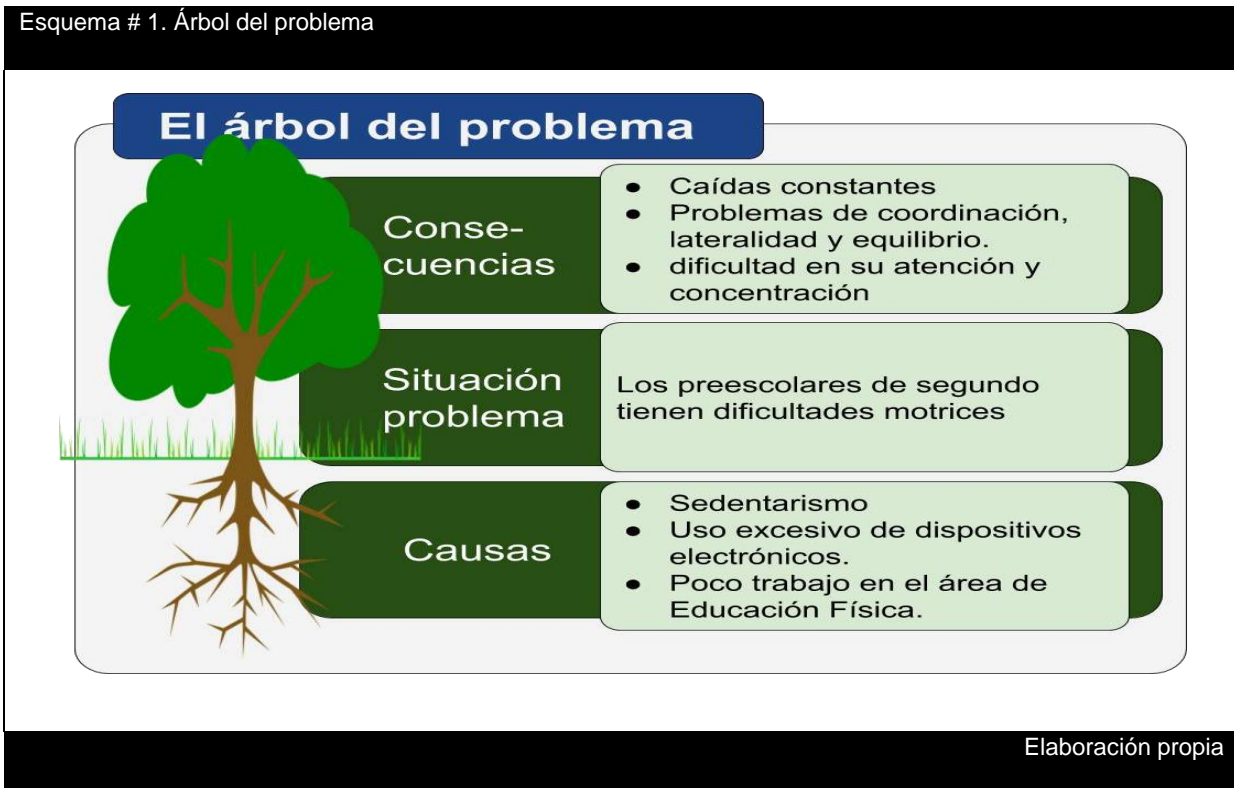 Esquema # 1. Árbol del problema
El árbol del problema
Conse-
cuencias
● Caídas constantes
● Problemas de coordinación,
lateralidad y equilibrio.
● dificultad en su atención y
concentración
Situación
problema
Los preescolares de segundo
tienen dificultades motrices
Causas
● Sedentarismo
● Uso excesivo de dispositivos
electrónicos.
● Poco trabajo en el área de
Educación Física.
Elaboración propia